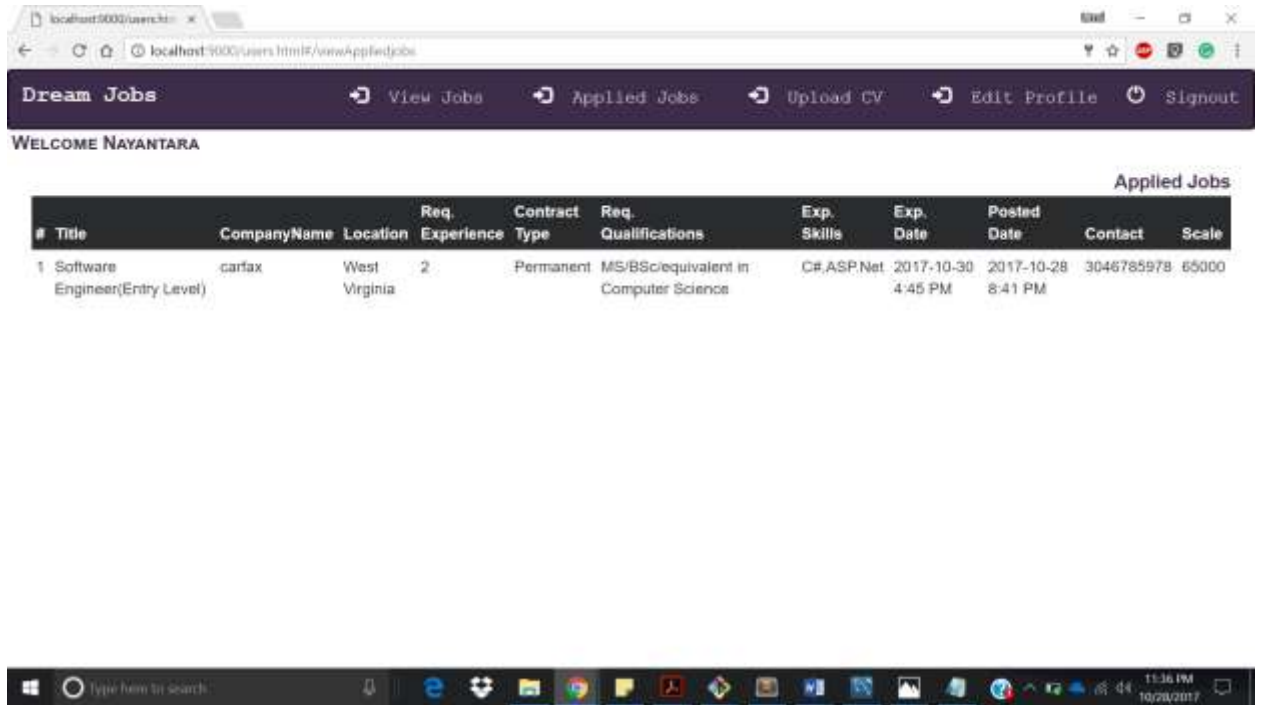 localhost:9000/users.ht
localhost:9000/users.html#/viewAppliedjobs
Dream Jobs View Jobs Applied Jobs Upload CV Edit Profile Signout
WELCOME NAYANTARA
Applied Jobs
# Title CompanyName Location Req. Experience Contract Type Req. Qualifications Exp. Skills Exp. Date Posted Date Contact Scale
1 Software Engineer(Entry Level) carfax West Virginia 2 Permanent MS/BSc/equivalent in Computer Science C#,ASP.Net 2017-10-30 4:45 PM 2017-10-28 8:41 PM 3046785978 65000
Type here to search
11:36 PM
10/28/2017